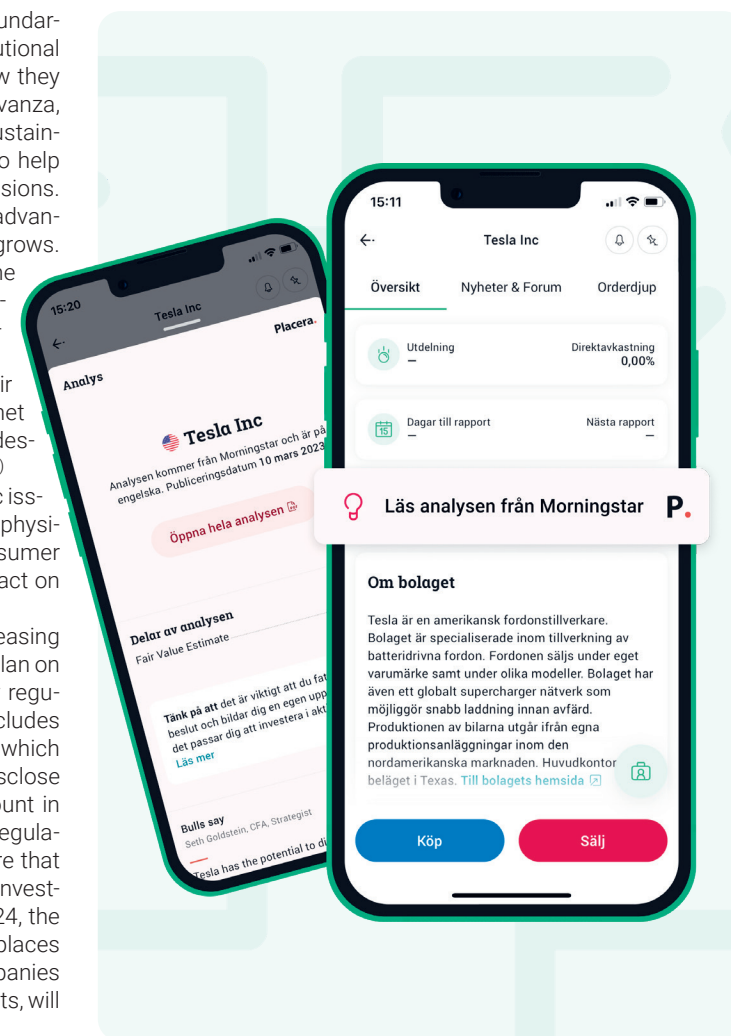 undar-
utional
w they
vanza,
ustain-
o help
sions.
advan-
grows.
ne
-
-
ir
net
des-
)
c iss-
physi-
sumer
act on
easing
lan on
regu-
cludes
which
sclose
ount in
egula-
re that
nvest-
24, the
places
panies
ts, will
15:20
Tesla Inc
Placera.
Analys
Tesla Inc
Analysen kommer från Morningstar och är på
engelska. Publiceringsdatum 10 mars 2023
Öppna hela analysen
Delar av analysen
Fair Value Estimate
Tänk på att det är viktigt att du fat
beslut och bildar dig en egen upp
det passar dig att investera i akt
Läs mer
Bulls say
Seth Goldstein, CFA, Strategist
Tesla has the potential to di
15:11
Tesla Inc
Översikt Nyheter & Forum Orderdjup
Utdelning Direktavkastning
– 0,00%
15 Dagar till rapport Nästa rapport
– –
Läs analysen från Morningstar P.
Om bolaget
Tesla är en amerikansk fordonstillverkare.
Bolaget är specialiserade inom tillverkning av
batteridrivna fordon. Fordonen säljs under eget
varumärke samt under olika modeller. Bolaget har
även ett globalt supercharger nätverk som
möjliggör snabb laddning innan avfärd.
Produktionen av bilarna utgår ifrån egna
produktionsanläggningar inom den
nordamerikanska marknaden. Huvudkontor
beläget i Texas. Till bolagets hemsida
Köp Sälj